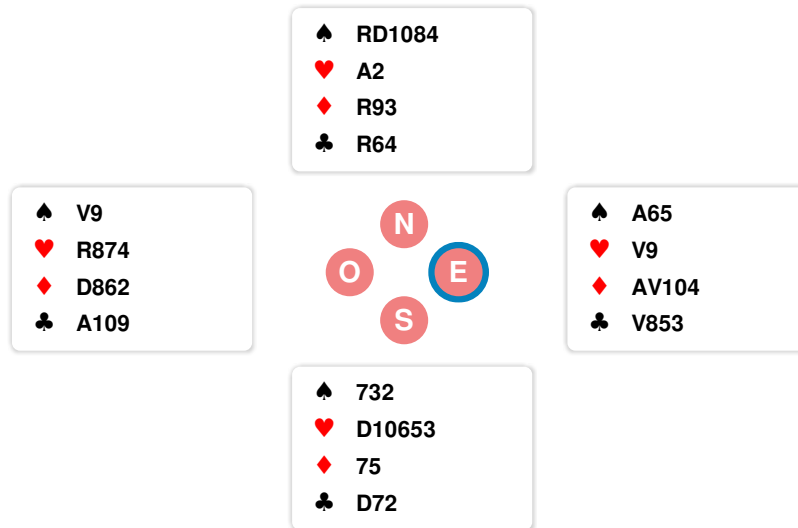 ♠ RD1084
♥ A2
♦ R93
♣ R64
♠ V9
♥ R874
♦ D862
♣ A109
N
O
E
S
♠ A65
♥ V9
♦ AV104
♣ V853
♠ 732
♥ D10653
♦ 75
♣ D72